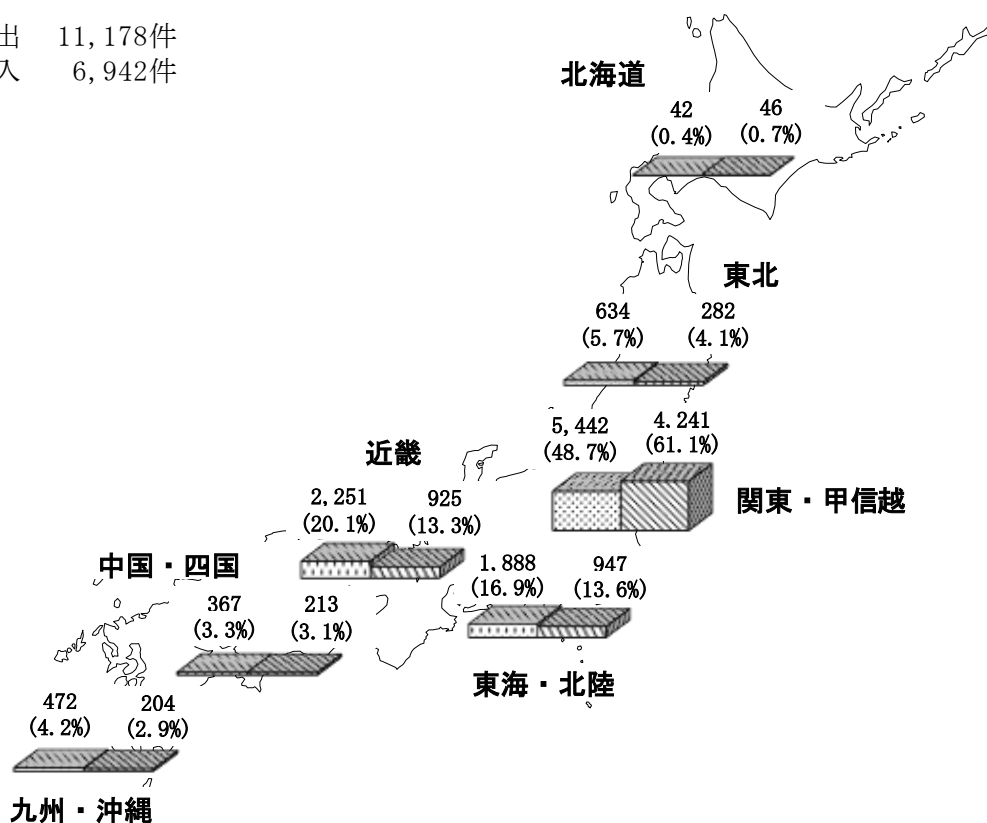 出 11,178件
入 6,942件
北海道
42 46
(0.4%) (0.7%)
東北
634 282
(5.7%) (4.1%)
5,442 4.241
(48.7%) (61.1%)
関東・甲信越
近畿
2,251 925
(20.1%) (13.3%)
1.888 947
(16.9%) (13.6%)
東海・北陸
中国・四国
367 213
(3.3%) (3.1%)
472 204
(4.2%) (2.9%)
九州・沖縄